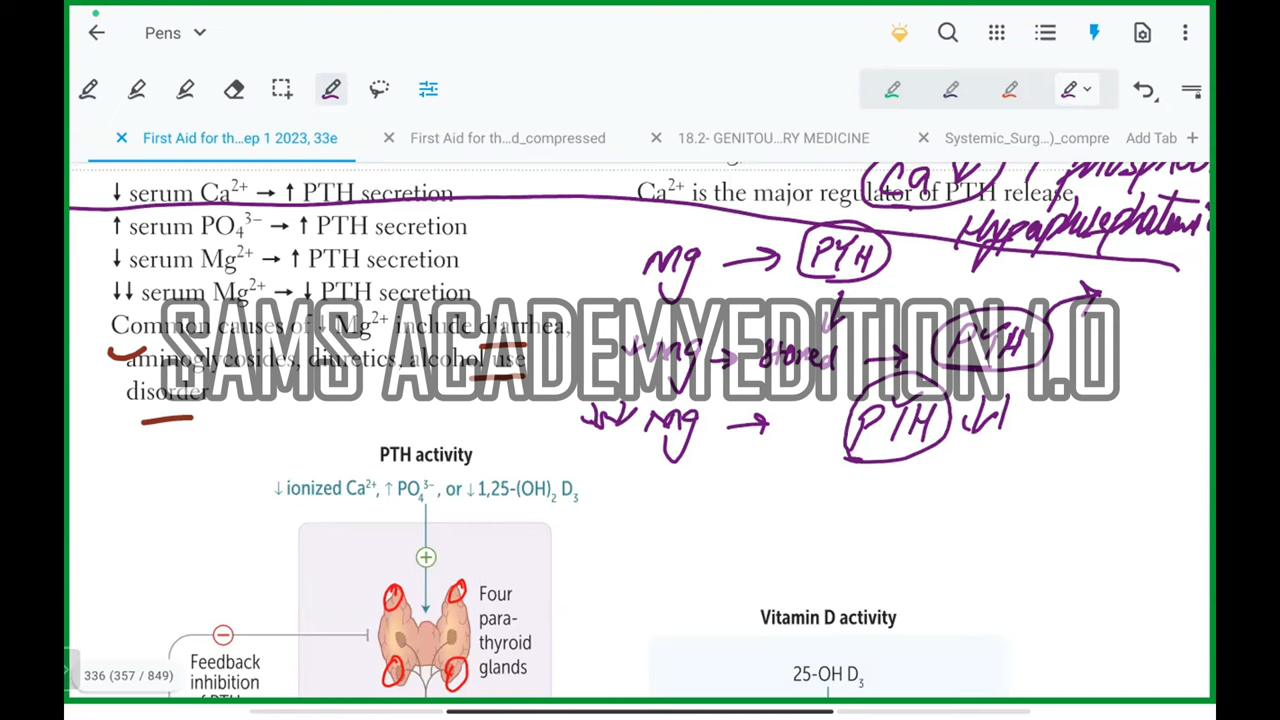 Pens
First Aid for th...ep 1 2023, 33e
First Aid for th...d_compressed
18.2- GENITOU...RY MEDICINE
Systemic_Surg...)_compre
Add Tab
↓ serum Ca2+ → ↑ PTH secretion
Ca2+ is the major regulator of PTH release.
Ca ↓
↑ serum PO43− → ↑ PTH secretion
↓ serum Mg2+ → ↑ PTH secretion
↓↓ serum Mg2+ → ↓ PTH secretion
Common causes of ↓ Mg2+ include diarrhea,
aminoglycosides, diuretics, alcohol use
disorder
Mg → PTH
↓ Mg → stored → PTH
↓↓ Mg → PTH ↓↓
SAMS ACADEMYEDITION 1.0
PTH activity
↓ ionized Ca2+, ↑ PO43−, or ↓ 1,25-(OH)2 D3
+
Four
para-
thyroid
glands
−
Feedback
inhibition
of PTH
Vitamin D activity
25-OH D3
336 (357 / 849)